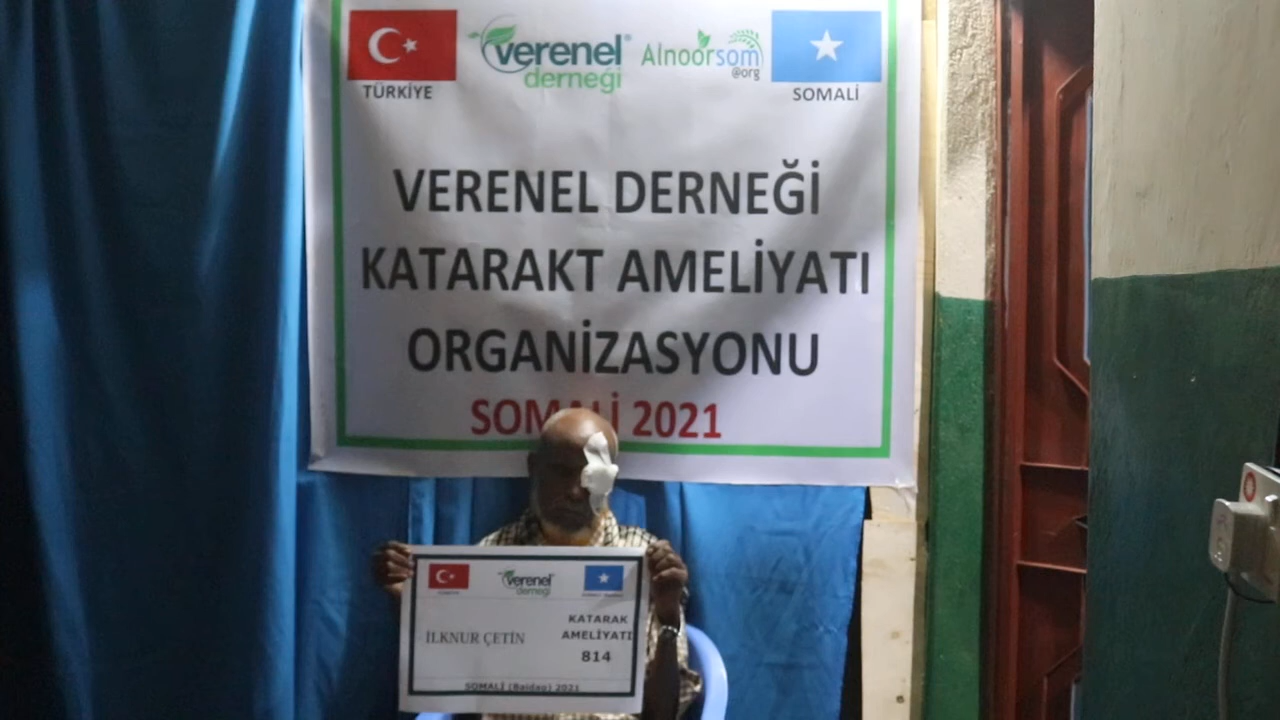 verenel® Alnoorsom
derneği @org
TÜRKİYE SOMALİ
VERENEL DERNEĞİ
KATARAKT AMELİYATI
ORGANİZASYONU
SOMALİ 2021
verenel
derneği
KATARAK
İLKNUR ÇETİN AMELİYATI
814
SOMALİ (Baidao) 2021